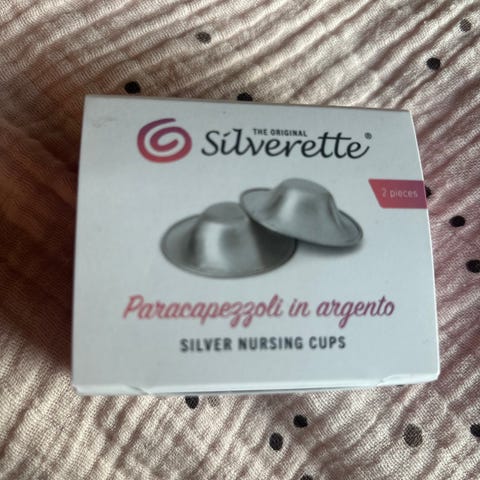 THE ORIGINAL
Silverette®
2 pieces
Paracapezzoli in argento
SILVER NURSING CUPS